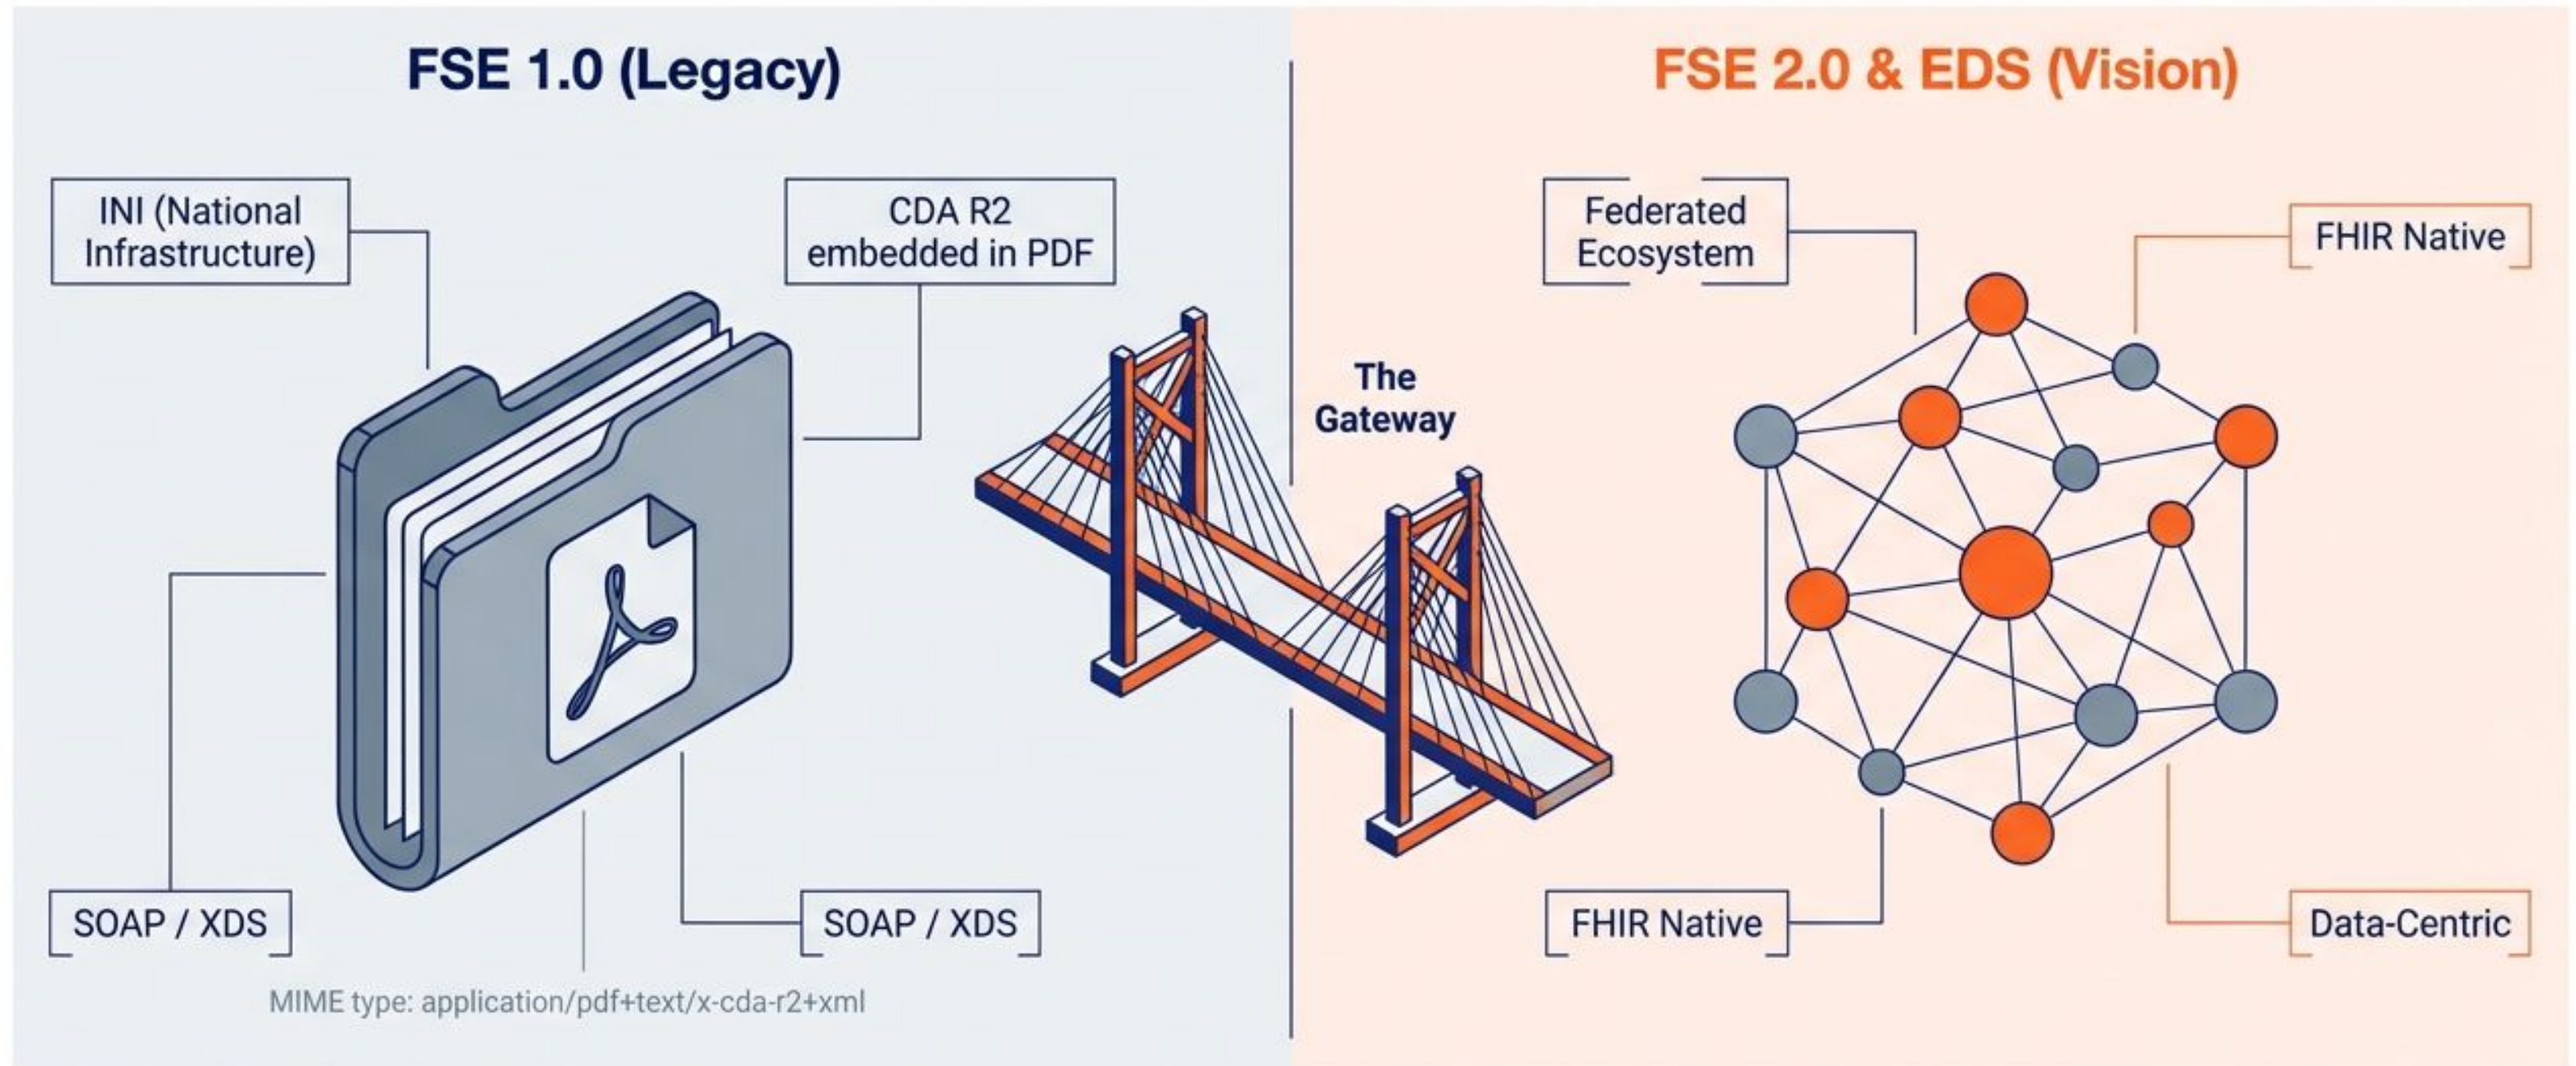 FSE 1.0 (Legacy)
INI (National
Infrastructure)
CDA R2
embedded in PDF
SOAP / XDS
SOAP / XDS
MIME type: application/pdf+text/x-cda-r2+xml
The
Gateway
FSE 2.0 & EDS (Vision)
Federated
Ecosystem
FHIR Native
FHIR Native
Data-Centric